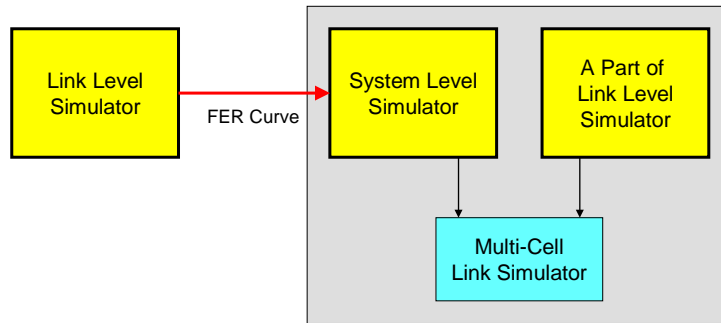 Link Level
Simulator
FER Curve
System Level
Simulator
A Part of
Link Level
Simulator
Multi-Cell
Link Simulator